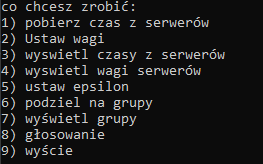 co chcesz zrobić:
1) pobierz czas z serwerów
2) Ustaw wagi
3) wyswietl czasy z serwerów
4) wyswietl wagi serwerów
5) ustaw epsilon
6) podziel na grupy
7) wyświetl grupy
8) głosowanie
9) wyście